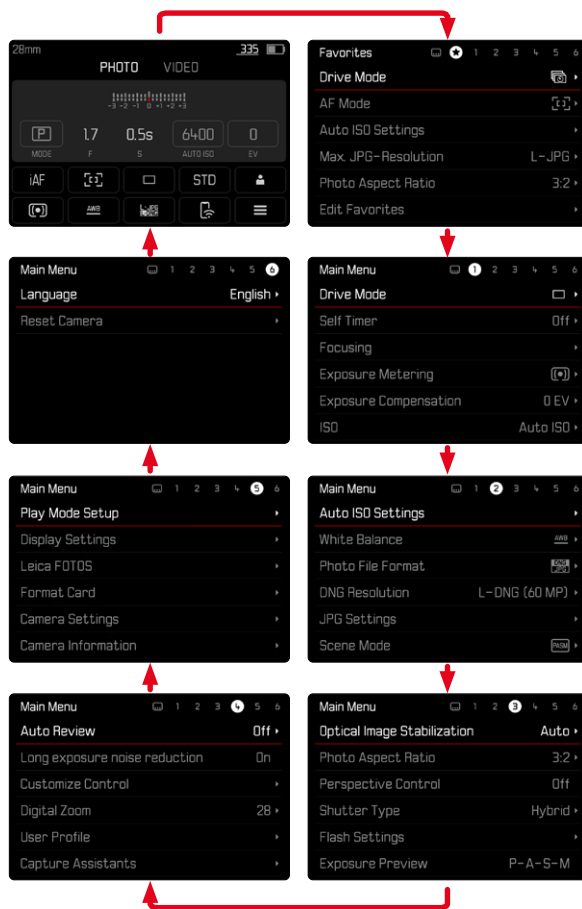 28mm 335
PHOTO VIDEO
-3 -2 -1 0 +1 +2 +3
P 1.7 0.5s 6400 0
MODE F S AUTO ISO EV
iAF STD
AWB L-JPG DNG
Favorites 1 2 3 4 5 6
Drive Mode
AF Mode
Auto ISO Settings
Max. JPG-Resolution L-JPG
Photo Aspect Ratio 3:2
Edit Favorites
Main Menu 1 2 3 4 5 6
Language English
Reset Camera
Main Menu 1 2 3 4 5 6
Drive Mode
Self Timer Off
Focusing
Exposure Metering
Exposure Compensation 0 EV
ISO Auto ISO
Main Menu 1 2 3 4 5 6
Play Mode Setup
Display Settings
Leica FOTOS
Format Card
Camera Settings
Camera Information
Main Menu 1 2 3 4 5 6
Auto ISO Settings
White Balance AWB
Photo File Format DNG JPG
DNG Resolution L-DNG (60 MP)
JPG Settings
Scene Mode PASM
Main Menu 1 2 3 4 5 6
Auto Review Off
Long exposure noise reduction On
Customize Control
Digital Zoom 28
User Profile
Capture Assistants
Main Menu 1 2 3 4 5 6
Optical Image Stabilization Auto
Photo Aspect Ratio 3:2
Perspective Control Off
Shutter Type Hybrid
Flash Settings
Exposure Preview P-A-S-M